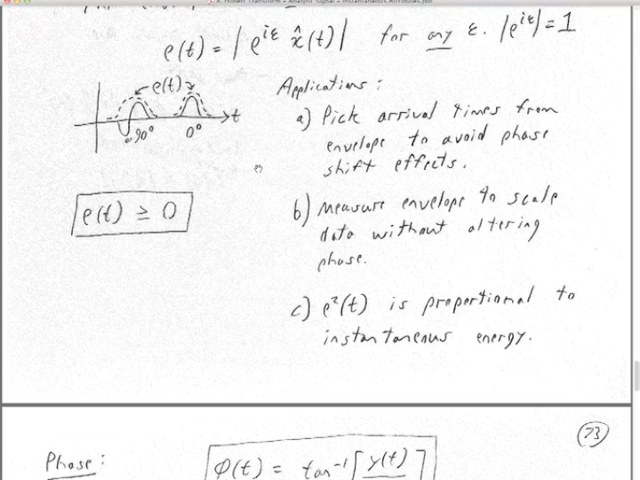 e(t) = | e^{iε} x̂(t) | for any ε. |e^{iε}| = 1
e(t)
t
-90° 0°
Applications:
a) Pick arrival times from
envelope to avoid phase
shift effects.
e(t) ≥ 0
b) Measure envelope to scale
data without altering
phase.
c) e²(t) is proportional to
instantaneous energy.
73
Phase: φ(t) = tan⁻¹ [ y(t) ]